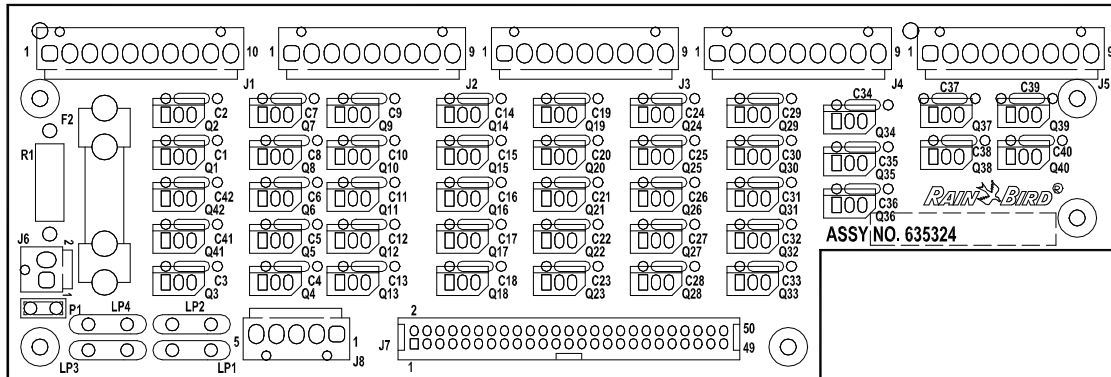 1 10 1 9 1 9 1 9 1 9
J1 J2 J3 J4 J5
F2 C2 C7 C9 C14 C19 C24 C29 C34 C37 C39
Q2 Q7 Q9 Q14 Q19 Q24 Q29 Q34 Q37 Q39
R1 C1 C8 C10 C15 C20 C25 C30 C35 C38 C40
Q1 Q8 Q10 Q15 Q20 Q25 Q30 Q35 Q38 Q40
C42 C6 C11 C16 C21 C26 C31 C36 RAIN BIRD®
Q42 Q6 Q11 Q16 Q21 Q26 Q31 Q36
J6 2 C41 C5 C12 C17 C22 C27 C32 ASSY NO. 635324
Q41 Q5 Q12 Q17 Q22 Q27 Q32
C3 C4 C13 C18 C23 C28 C33
1 Q3 Q4 Q13 Q18 Q23 Q28 Q33
P1 LP4 LP2 2
5 1 J7 50
49
LP3 LP1 J8 1